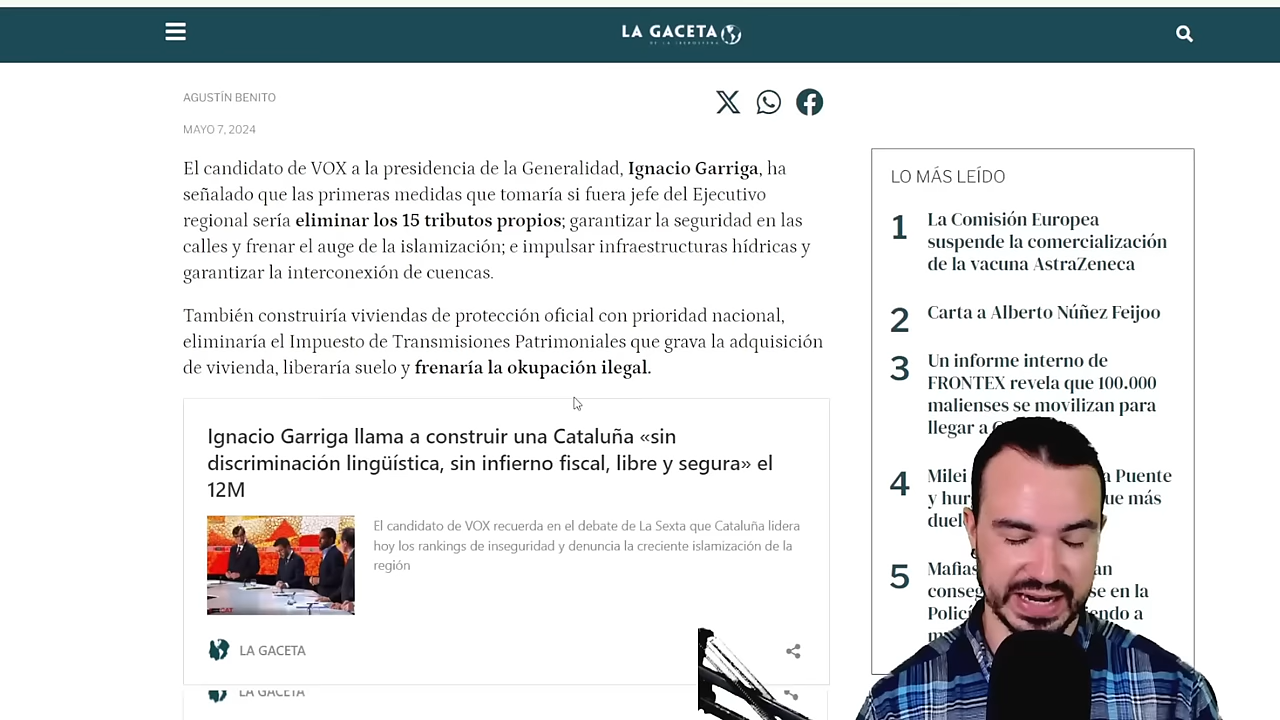 LA GACETA
AGUSTÍN BENITO
MAYO 7, 2024
El candidato de VOX a la presidencia de la Generalidad, Ignacio Garriga, ha
señalado que las primeras medidas que tomaría si fuera jefe del Ejecutivo
regional sería eliminar los 15 tributos propios; garantizar la seguridad en las
calles y frenar el auge de la islamización; e impulsar infraestructuras hídricas y
garantizar la interconexión de cuencas.
También construiría viviendas de protección oficial con prioridad nacional,
eliminaría el Impuesto de Transmisiones Patrimoniales que grava la adquisición
de vivienda, liberaría suelo y frenaría la okupación ilegal.
Ignacio Garriga llama a construir una Cataluña «sin
discriminación lingüística, sin infierno fiscal, libre y segura» el
12M
El candidato de VOX recuerda en el debate de La Sexta que Cataluña lidera
hoy los rankings de inseguridad y denuncia la creciente islamización de la
región
LA GACETA
LA GACETA
LO MÁS LEÍDO
1 La Comisión Europea
suspende la comercialización
de la vacuna AstraZeneca
2 Carta a Alberto Núñez Feijoo
3 Un informe interno de
FRONTEX revela que 100.000
malienses se movilizan para
llegar a
4 Milei a Puente
y que más
5
se en la